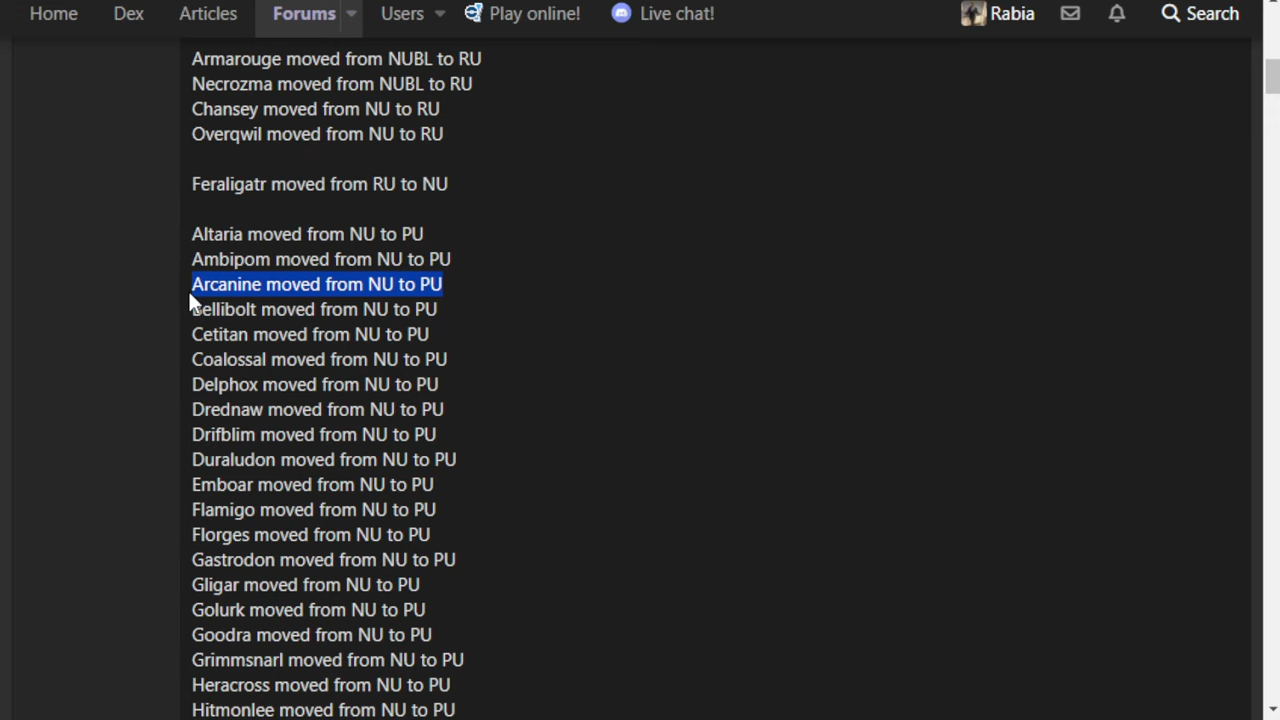 Home Dex Articles Forums Users Play online! Live chat! Rabia Search
Armarouge moved from NUBL to RU
Necrozma moved from NUBL to RU
Chansey moved from NU to RU
Overqwil moved from NU to RU
Feraligatr moved from RU to NU
Altaria moved from NU to PU
Ambipom moved from NU to PU
Arcanine moved from NU to PU
Bellibolt moved from NU to PU
Cetitan moved from NU to PU
Coalossal moved from NU to PU
Delphox moved from NU to PU
Drednaw moved from NU to PU
Drifblim moved from NU to PU
Duraludon moved from NU to PU
Emboar moved from NU to PU
Flamigo moved from NU to PU
Florges moved from NU to PU
Gastrodon moved from NU to PU
Gligar moved from NU to PU
Golurk moved from NU to PU
Goodra moved from NU to PU
Grimmsnarl moved from NU to PU
Heracross moved from NU to PU
Hitmonlee moved from NU to PU